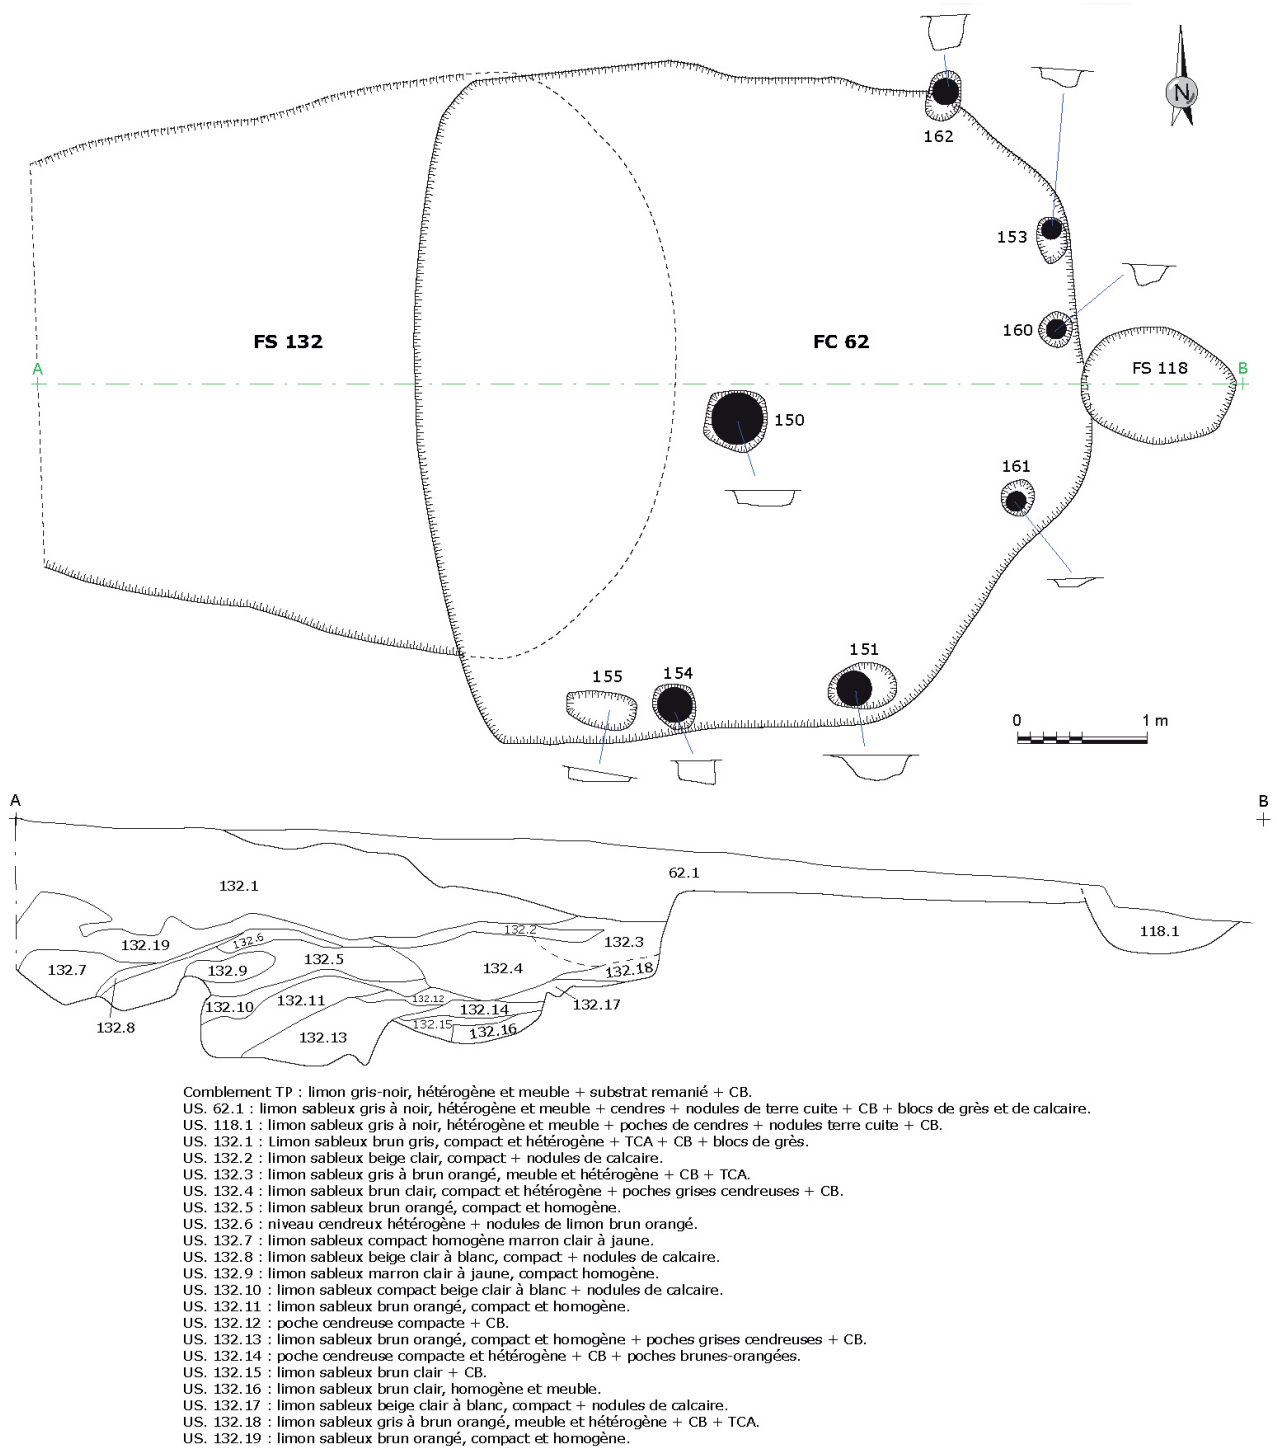 N
162
153
160
FS 132
FC 62
FS 118
A
B
150
161
151
155
154
0
1 m
A
B
62.1
132.1
132.2
118.1
132.19
132.6
132.3
132.7
132.9
132.5
132.4
132.18
132.8
132.10
132.11
132.12
132.14
132.17
132.13
132.15
132.16
Comblement TP : limon gris-noir, hétérogène et meuble + substrat remanié + CB.
US. 62.1 : limon sableux gris à noir, hétérogène et meuble + cendres + nodules de terre cuite + CB + blocs de grès et de calcaire.
US. 118.1 : limon sableux gris à noir, hétérogène et meuble + poches de cendres + nodules terre cuite + CB.
US. 132.1 : Limon sableux brun gris, compact et hétérogène + TCA + CB + blocs de grès.
US. 132.2 : limon sableux beige clair, compact + nodules de calcaire.
US. 132.3 : limon sableux gris à brun orangé, meuble et hétérogène + CB + TCA.
US. 132.4 : limon sableux brun clair, compact et hétérogène + poches grises cendreuses + CB.
US. 132.5 : limon sableux brun orangé, compact et homogène.
US. 132.6 : niveau cendreux hétérogène + nodules de limon brun orangé.
US. 132.7 : limon sableux compact homogène marron clair à jaune.
US. 132.8 : limon sableux beige clair à blanc, compact + nodules de calcaire.
US. 132.9 : limon sableux marron clair à jaune, compact homogène.
US. 132.10 : limon sableux compact beige clair à blanc + nodules de calcaire.
US. 132.11 : limon sableux brun orangé, compact et homogène.
US. 132.12 : poche cendreuse compacte + CB.
US. 132.13 : limon sableux brun orangé, compact et homogène + poches grises cendreuses + CB.
US. 132.14 : poche cendreuse compacte et hétérogène + CB + poches brunes-orangées.
US. 132.15 : limon sableux brun clair + CB.
US. 132.16 : limon sableux brun clair, homogène et meuble.
US. 132.17 : limon sableux beige clair à blanc, compact + nodules de calcaire.
US. 132.18 : limon sableux gris à brun orangé, meuble et hétérogène + CB + TCA.
US. 132.19 : limon sableux brun orangé, compact et homogène.